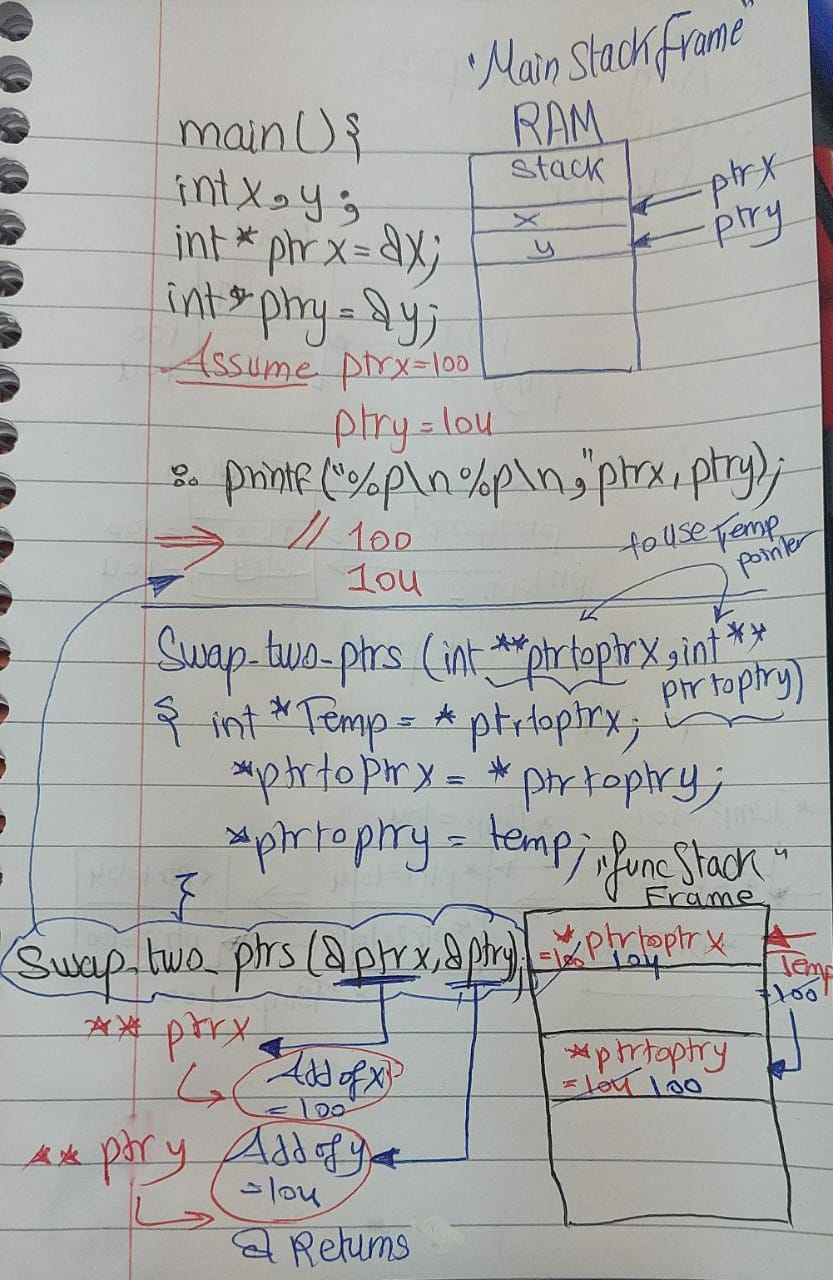 "Main Stack Frame"
RAM
main(){
stack
int x, y;
ptrx
x
ptry
int * ptrx = &x;
y
int * ptry = &y;
Assume ptrx=100
ptry = 104
∴ printf("%p\n%p\n," ptrx, ptry);
⇒ // 100
104
to use Temp
pointer
Swap-two-ptrs (int **ptrtoptrx, int **
ptrtoptry)
{ int *Temp = * ptrtoptrx;
*ptrtoptrx = * ptrtoptry;
*ptrtoptry = temp;
}
"func Stack"
Frame
Swap-two-ptrs (&ptrx, &ptry);
*ptrtoptrx
=100 104
Temp
=100
** ptrx
Add of x
= 100
*ptrtoptry
=104 100
** ptry
Add of y
=104
& Returns